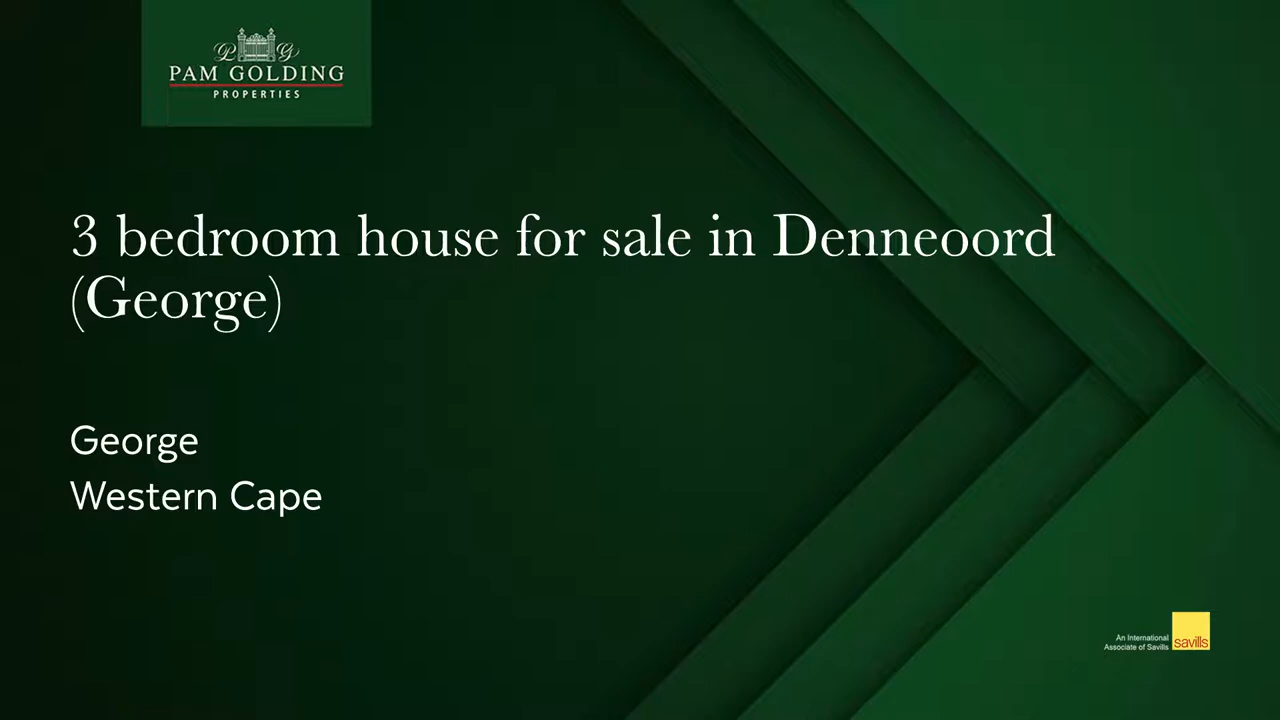 PG
PAM GOLDING
PROPERTIES
3 bedroom house for sale in Denneoord
(George)
George
Western Cape
An International
Associate of Savills
savills